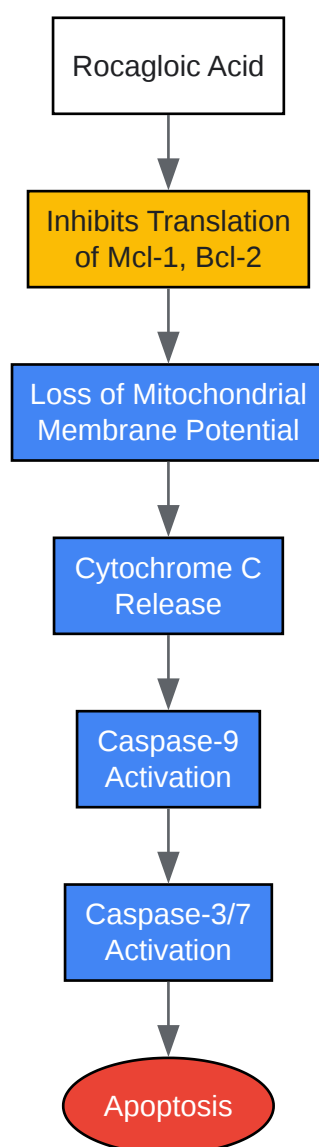 Rocagloic Acid
Inhibits Translation
of Mcl-1, Bcl-2
Loss of Mitochondrial
Membrane Potential
Cytochrome C
Release
Caspase-9
Activation
Caspase-3/7
Activation
Apoptosis